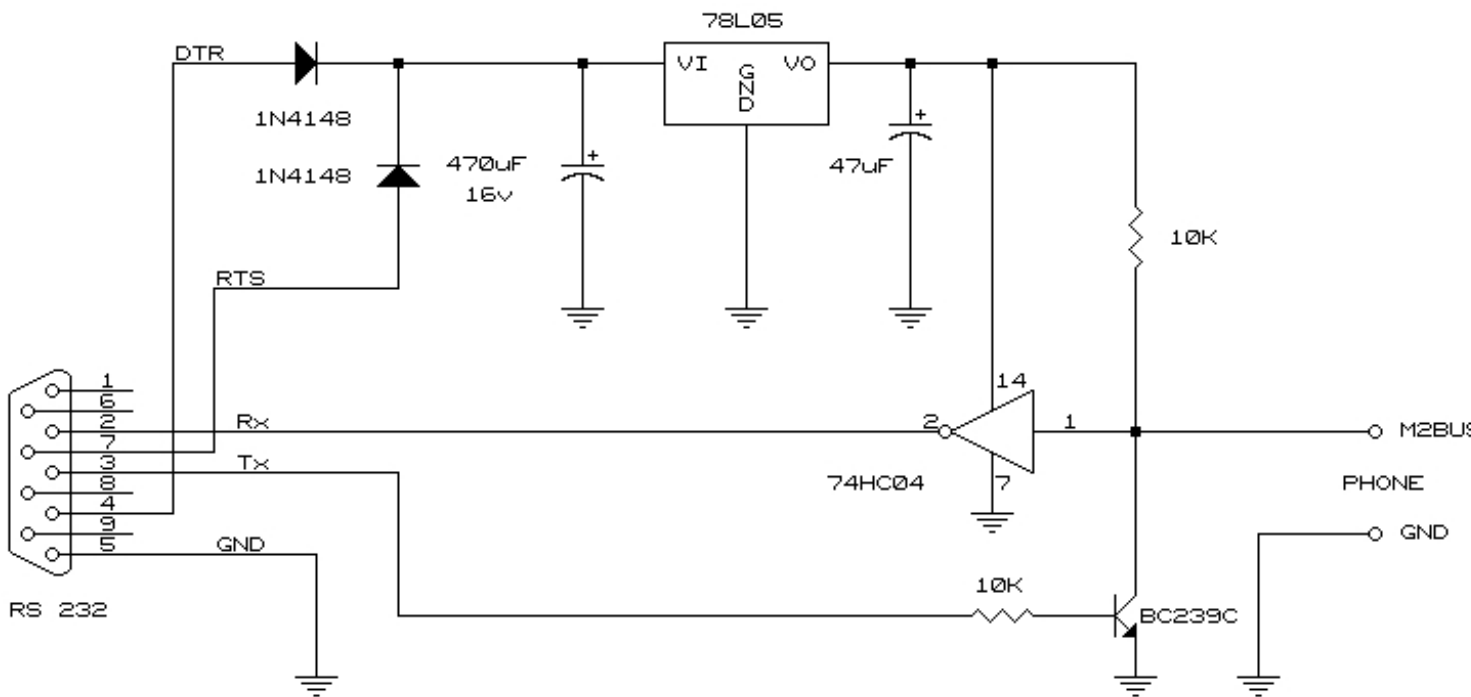 78L05
DTR
VI
GND
VO
1N4148
1N4148
470uF
16v
+
47uF
+
10K
RTS
1
6
2
7
3
8
4
9
5
Rx
Tx
GND
2
14
1
7
74HC04
M2BUS
PHONE
GND
10K
BC239C
RS 232